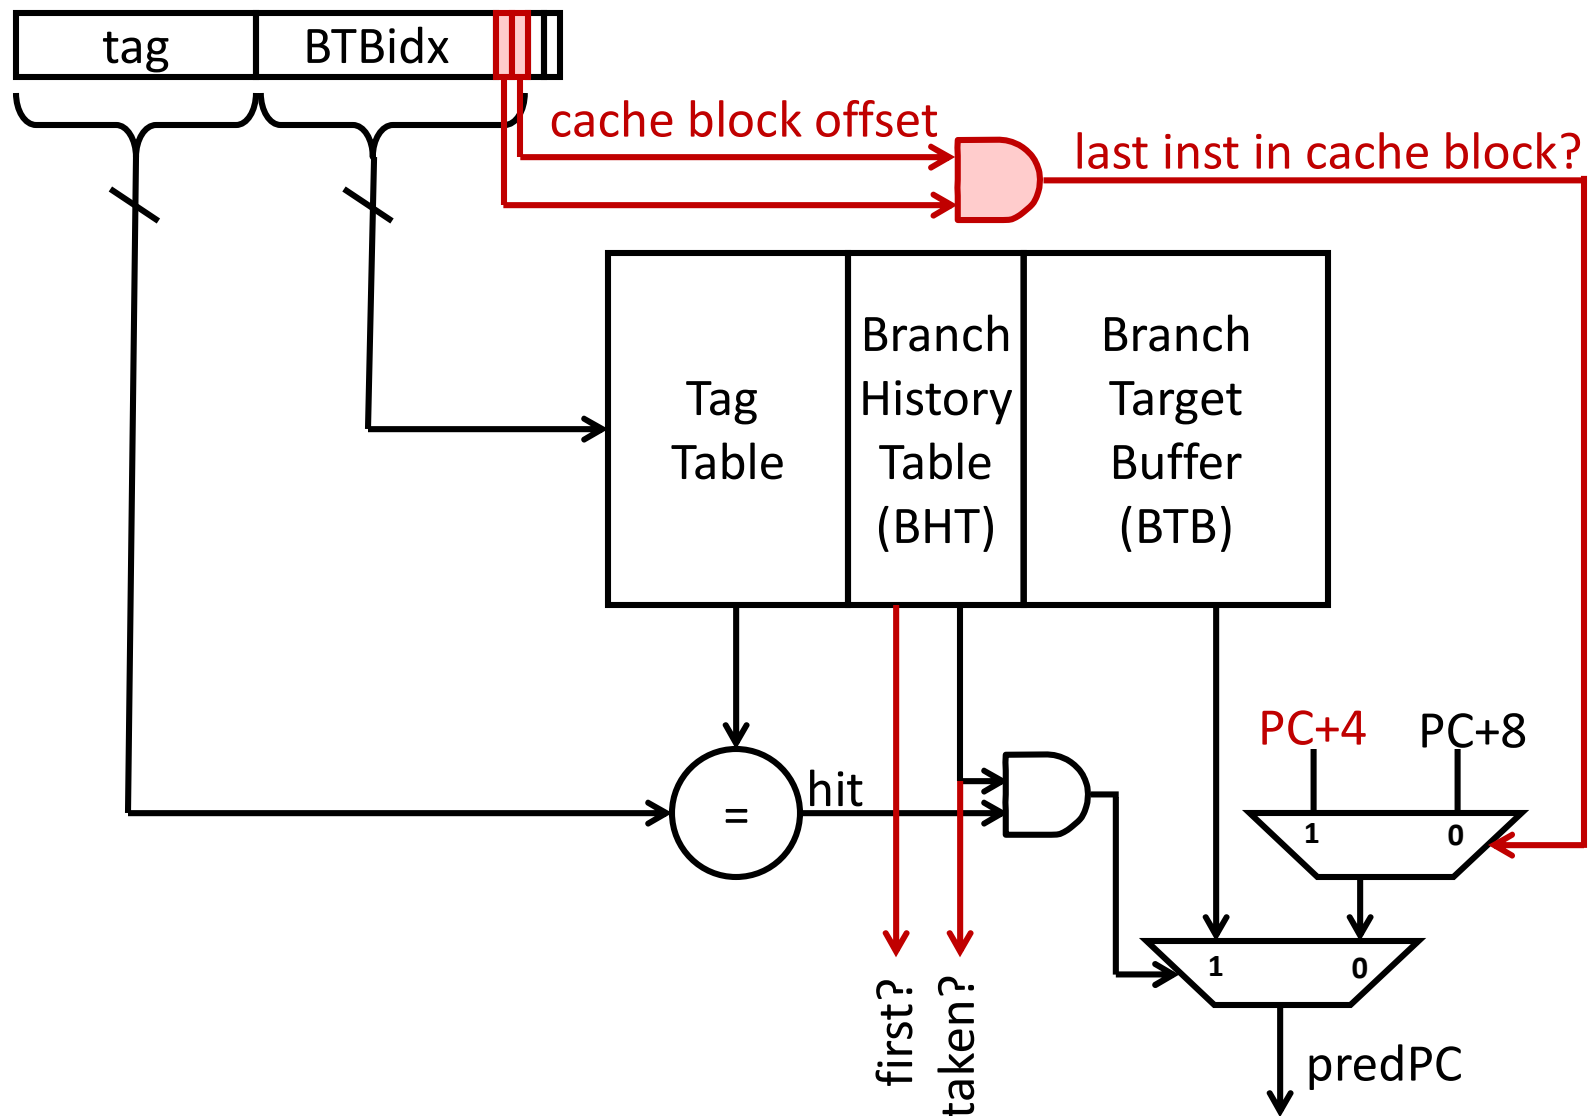 tag
BTBidx
cache block offset
last inst in cache block?
Tag
Table
Branch
History
Table
(BHT)
Branch
Target
Buffer
(BTB)
PC+4
PC+8
hit
=
1
0
1
0
first?
taken?
predPC